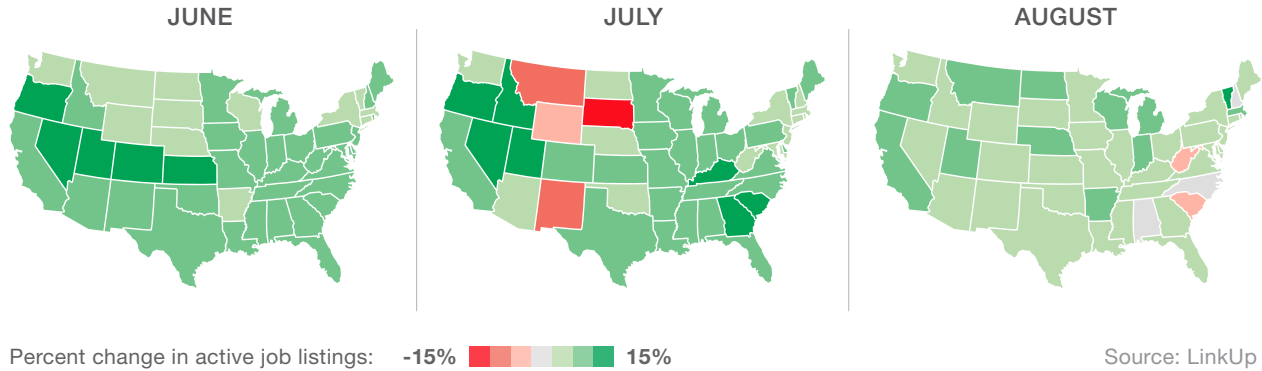 JUNE
JULY
AUGUST
Percent change in active job listings: -15% 15%
Source: LinkUp